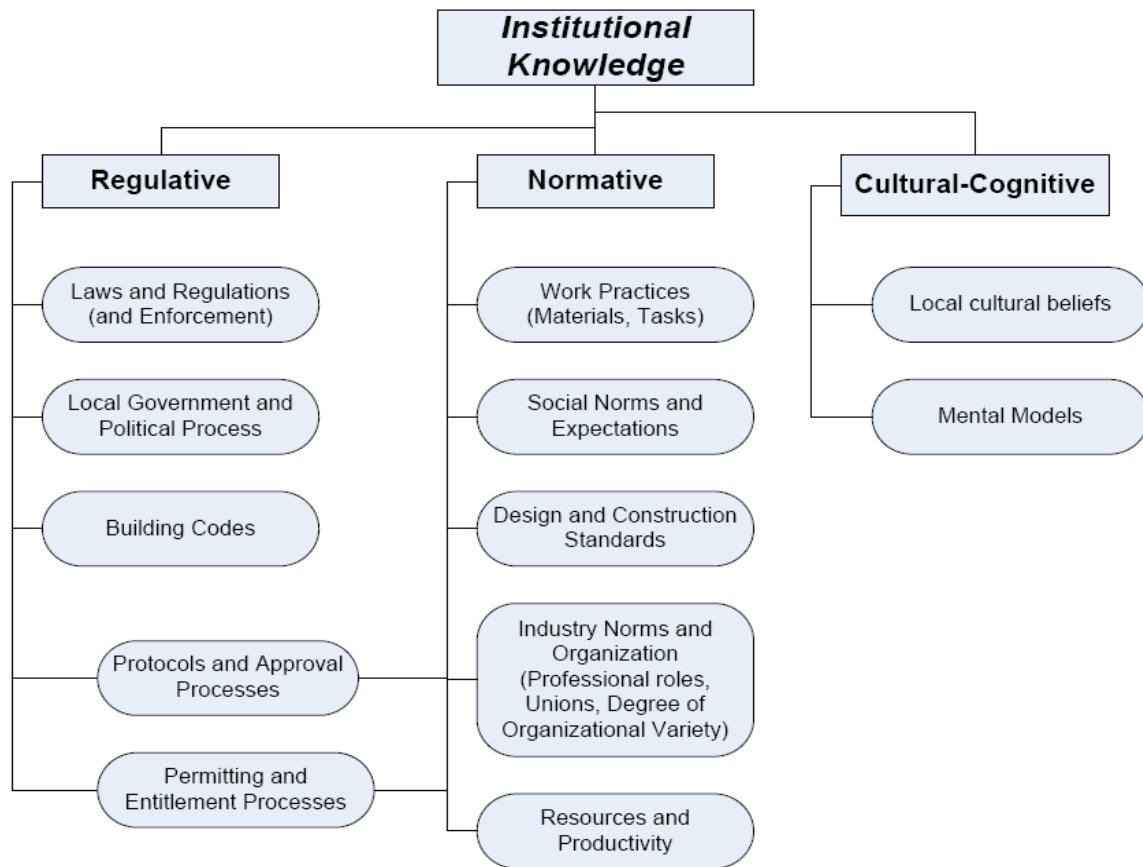 Institutional
Knowledge
Regulative
Normative
Cultural-Cognitive
Laws and Regulations
(and Enforcement)
Work Practices
(Materials, Tasks)
Local cultural beliefs
Local Government and
Political Process
Social Norms and
Expectations
Mental Models
Building Codes
Design and Construction
Standards
Protocols and Approval
Processes
Industry Norms and
Organization
(Professional roles,
Unions, Degree of
Organizational Variety)
Permitting and
Entitlement Processes
Resources and
Productivity